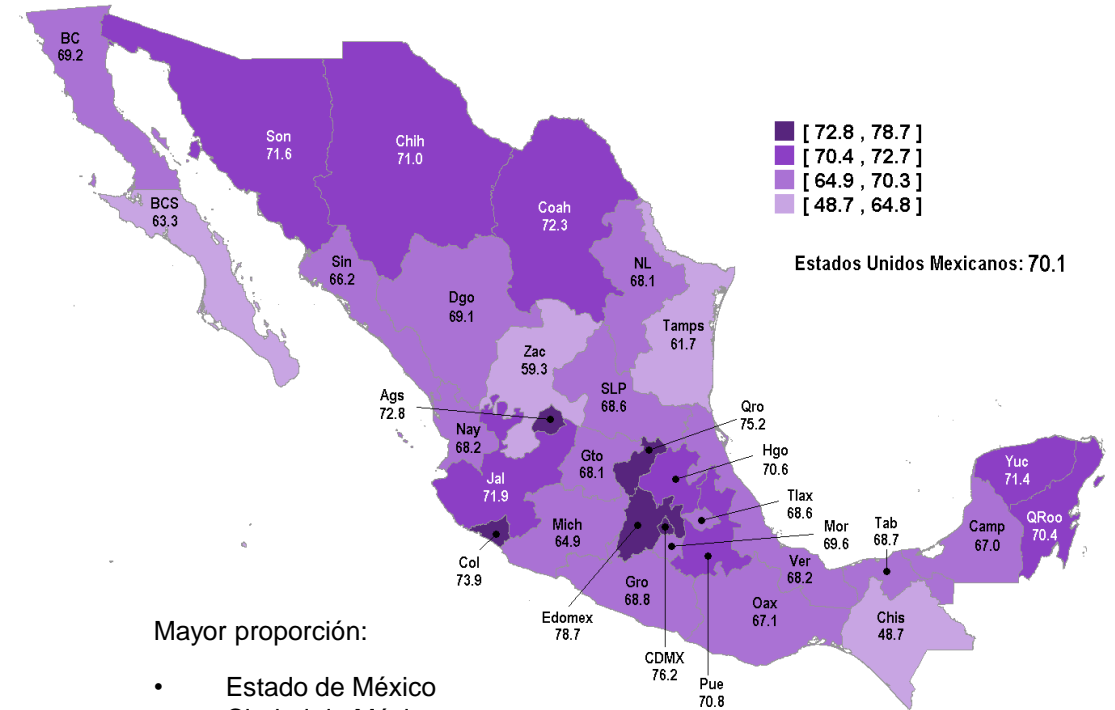 BC
69.2
Son
71.6
Chih
71.0
[ 72.8 , 78.7 ]
[ 70.4 , 72.7 ]
[ 64.9 , 70.3 ]
[ 48.7 , 64.8 ]
BCS
63.3
Coah
72.3
Estados Unidos Mexicanos: 70.1
Sin
66.2
NL
68.1
Dgo
69.1
Tamps
61.7
Zac
59.3
SLP
68.6
Ags
72.8
Qro
75.2
Nay
68.2
Gto
68.1
Hgo
70.6
Jal
71.9
Yuc
71.4
Tlax
68.6
QRoo
70.4
Mich
64.9
Mor
69.6
Tab
68.7
Camp
67.0
Col
73.9
Ver
68.2
Gro
68.8
Oax
67.1
Chis
48.7
Edomex
78.7
CDMX
76.2
Pue
70.8
Mayor proporción:
• Estado de México
Ciudad de México